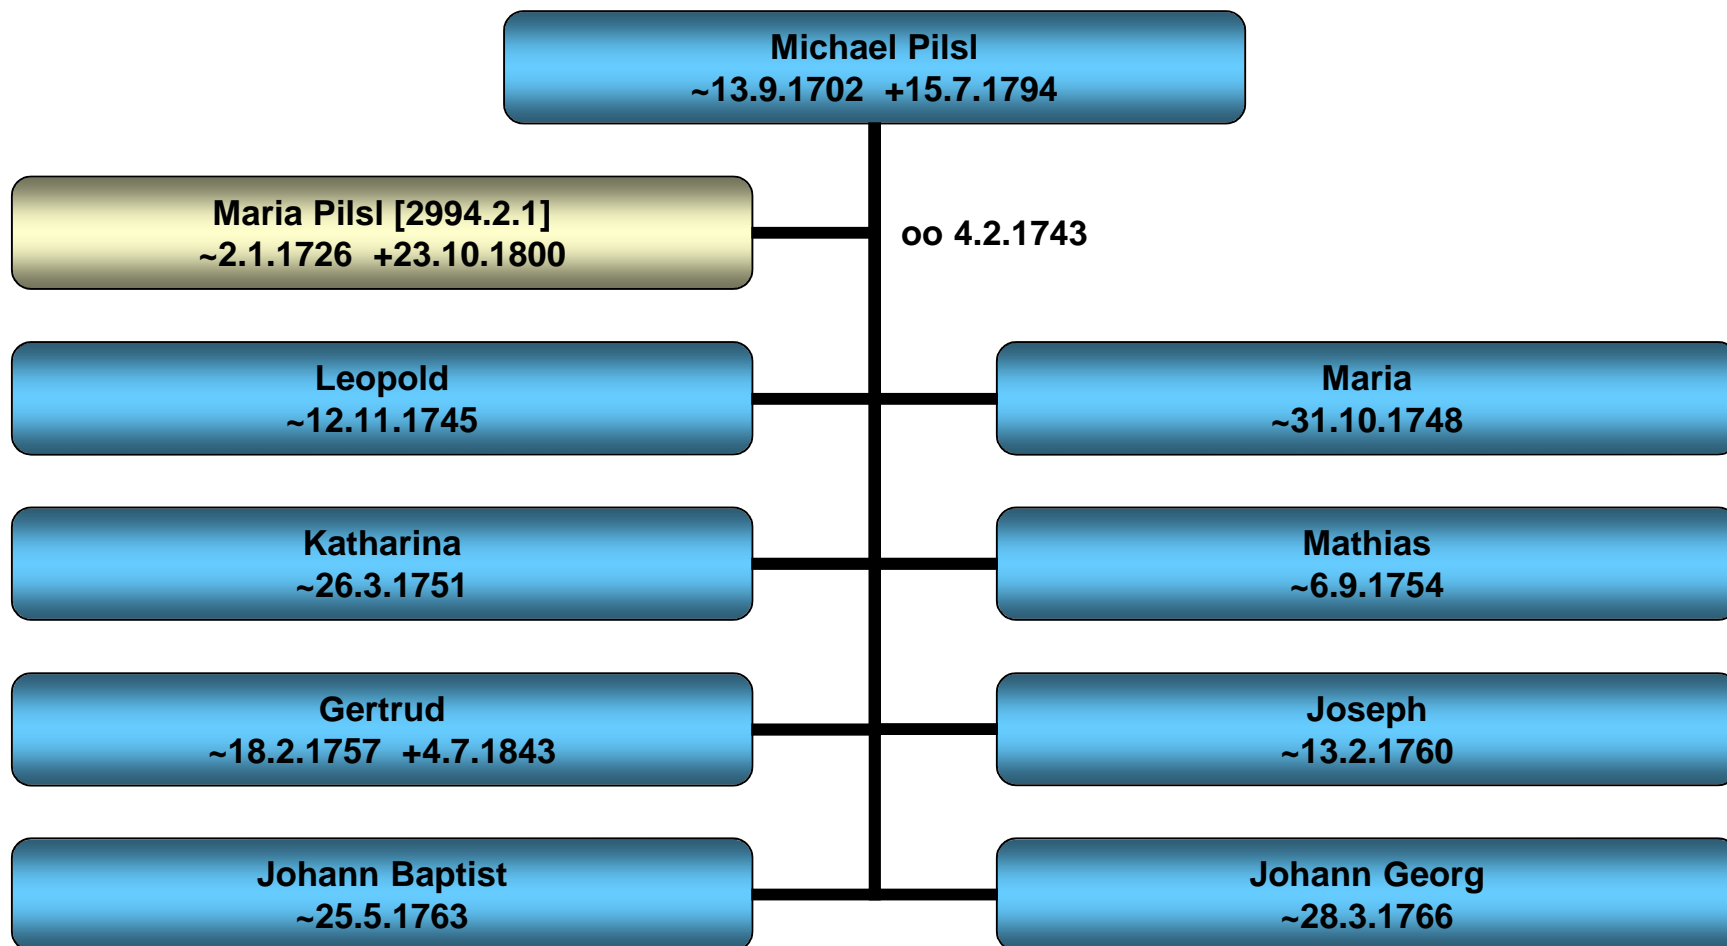 Michael Pilsl
~13.9.1702 +15.7.1794
Maria Pilsl [2994.2.1]
~2.1.1726 +23.10.1800
oo 4.2.1743
Leopold
~12.11.1745
Maria
~31.10.1748
Katharina
~26.3.1751
Mathias
~6.9.1754
Gertrud
~18.2.1757 +4.7.1843
Joseph
~13.2.1760
Johann Baptist
~25.5.1763
Johann Georg
~28.3.1766